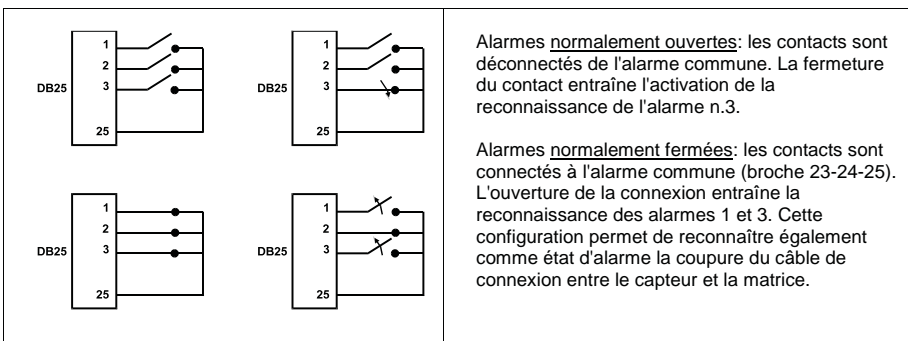 1
2
DB25
3
25
1
2
DB25
3
25
1
2
DB25
3
25
1
2
DB25
3
25
Alarmes normalement ouvertes: les contacts sont
déconnectés de l'alarme commune. La fermeture
du contact entraîne l'activation de la
reconnaissance de l'alarme n.3.
Alarmes normalement fermées: les contacts sont
connectés à l'alarme commune (broche 23-24-25).
L'ouverture de la connexion entraîne la
reconnaissance des alarmes 1 et 3. Cette
configuration permet de reconnaître également
comme état d'alarme la coupure du câble de
connexion entre le capteur et la matrice.